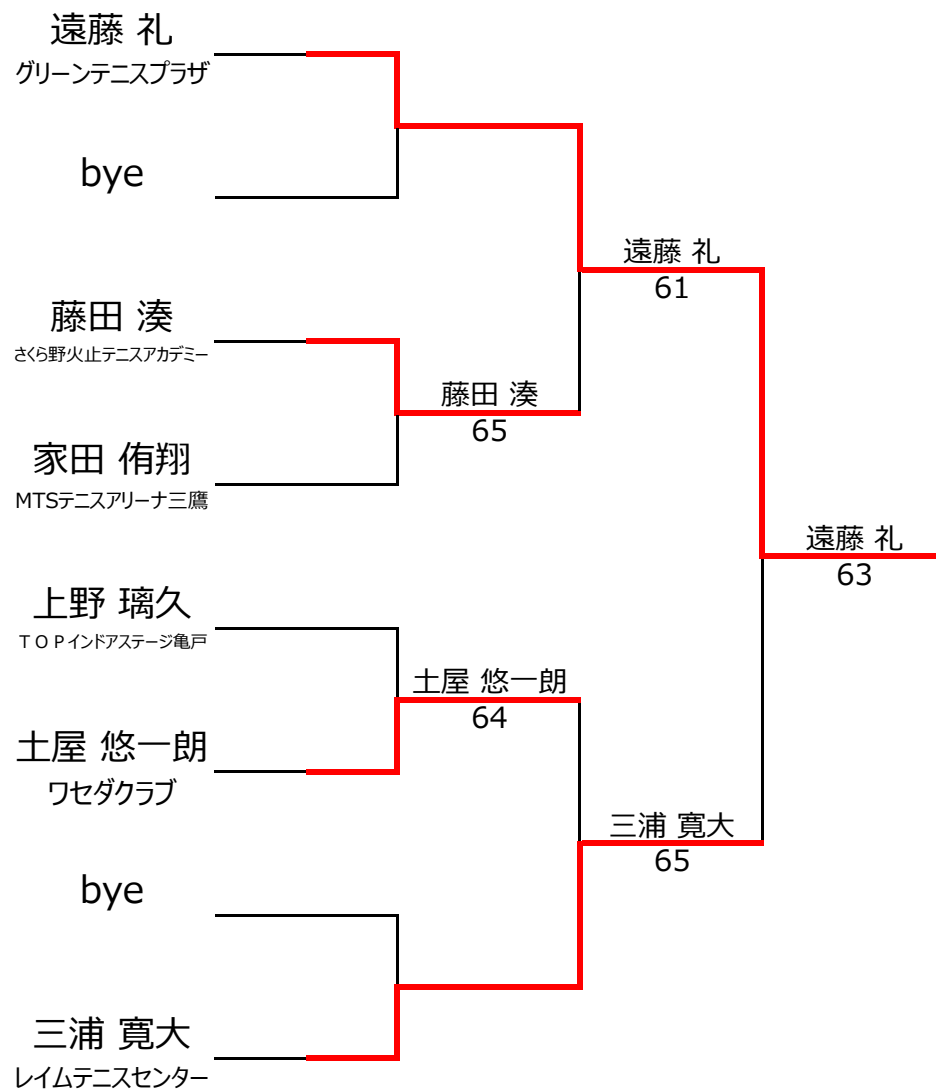 遠藤 礼
グリーンテニスプラザ
bye
藤田 湊
さくら野火止テニスアカデミー
家田 侑翔
MTSテニスアリーナ三鷹
上野 璃久
ＴＯＰインドアステージ亀戸
土屋 悠一朗
ワセダクラブ
bye
三浦 寛大
レイムテニスセンター
藤田 湊
65
土屋 悠一朗
64
遠藤 礼
61
三浦 寛大
65
遠藤 礼
63